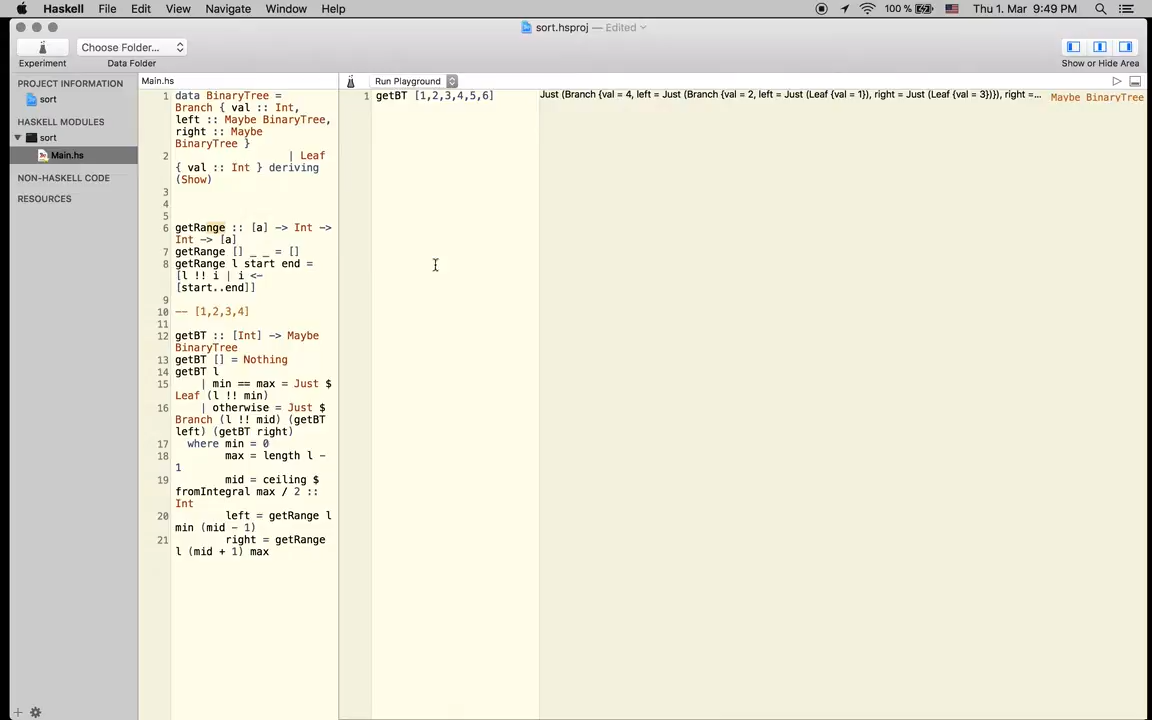 Haskell File Edit View Navigate Window Help 100 % Thu 1. Mar 9:49 PM
sort.hsproj — Edited
Experiment
Choose Folder...
Data Folder
Show or Hide Area
PROJECT INFORMATION
sort
HASKELL MODULES
sort
Main.hs
NON-HASKELL CODE
RESOURCES
Main.hs
1 data BinaryTree =
Branch { val :: Int,
left :: Maybe BinaryTree,
right :: Maybe
BinaryTree }
2 | Leaf
{ val :: Int } deriving
(Show)
3
4
5
6 getRange :: [a] -> Int ->
Int -> [a]
7 getRange [] _ _ = []
8 getRange l start end =
[l !! i | i <-
[start..end]]
9
10 -- [1,2,3,4]
11
12 getBT :: [Int] -> Maybe
BinaryTree
13 getBT [] = Nothing
14 getBT l
15 | min == max = Just $
Leaf (l !! min)
16 | otherwise = Just $
Branch (l !! mid) (getBT
left) (getBT right)
17 where min = 0
18 max = length l -
1
19 mid = ceiling $
fromIntegral max / 2 ::
Int
20 left = getRange l
min (mid - 1)
21 right = getRange
l (mid + 1) max
Run Playground
1 getBT [1,2,3,4,5,6]
Just (Branch {val = 4, left = Just (Branch {val = 2, left = Just (Leaf {val = 1}), right = Just (Leaf {val = 3})}), right =...
Maybe BinaryTree